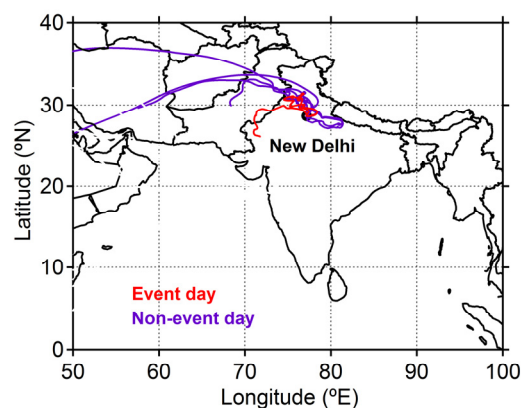 40
30
20
10
0
Latitude (ºN)
New Delhi
Event day
Non-event day
50 60 70 80 90 100
Longitude (ºE)